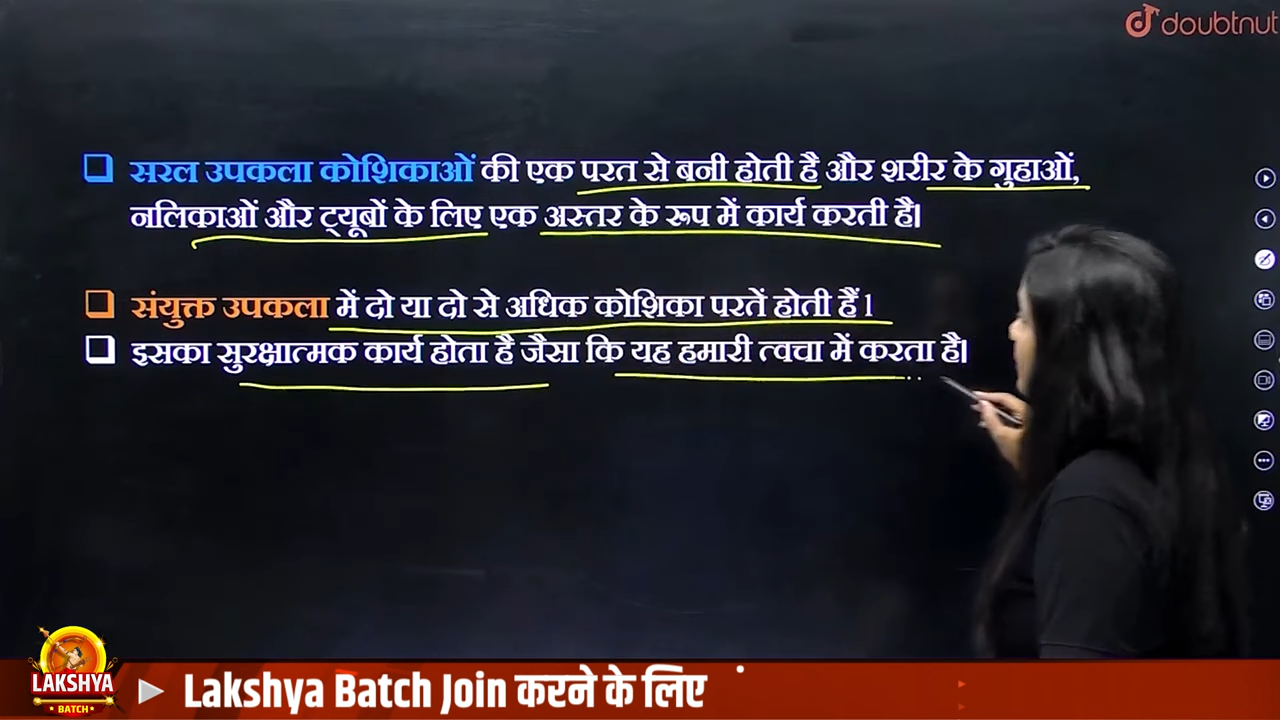 doubtnut
सरल उपकला कोशिकाओं की एक परत से बनी होती है और शरीर के गुहाओं,
नलिकाओं और ट्यूबों के लिए एक अस्तर के रूप में कार्य करती है।
संयुक्त उपकला में दो या दो से अधिक कोशिका परतें होती हैं l
इसका सुरक्षात्मक कार्य होता है जैसा कि यह हमारी त्वचा में करता है।
LAKSHYA
BATCH
Lakshya Batch Join करने के लिए